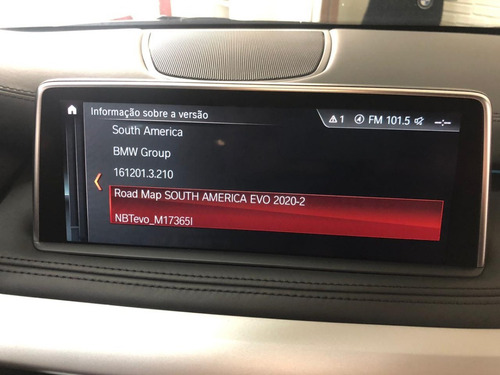 Informação sobre a versão
1
FM 101.5
--:--
South America
BMW Group
161201.3.210
Road Map SOUTH AMERICA EVO 2020-2
NBTevo_M17365I